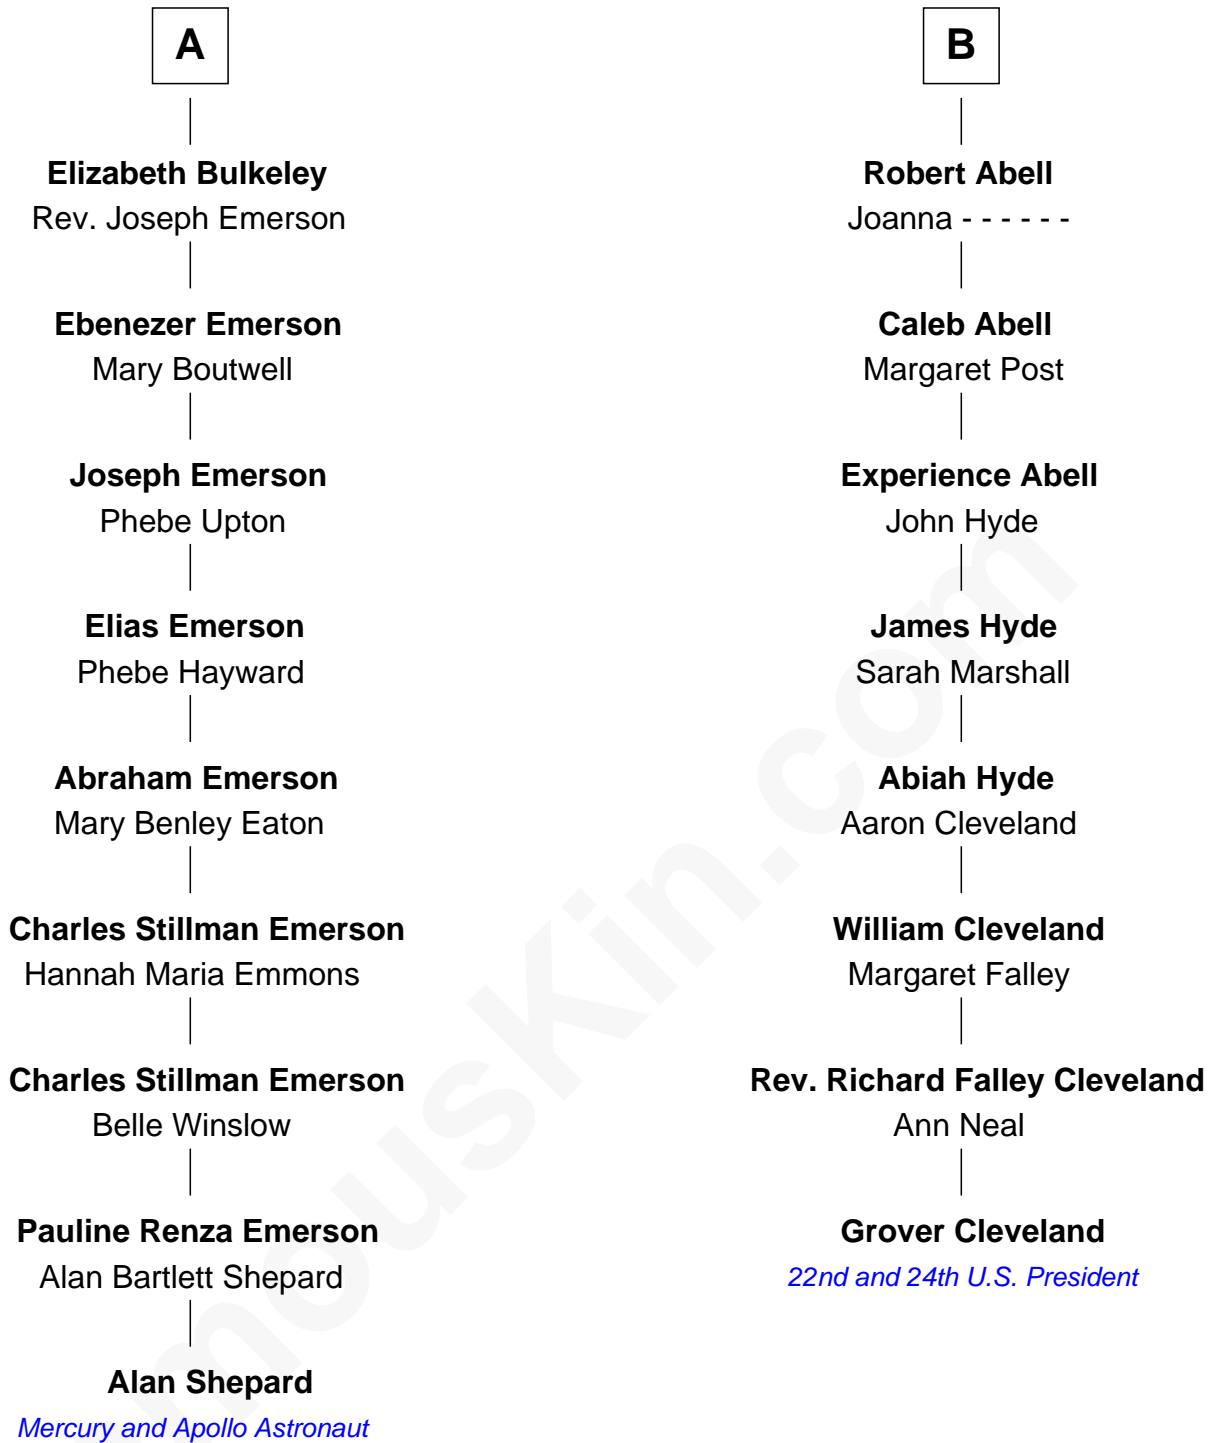 A
Elizabeth Bulkeley
Rev. Joseph Emerson
Ebenezer Emerson
Mary Boutwell
Joseph Emerson
Phebe Upton
Elias Emerson
Phebe Hayward
Abraham Emerson
Mary Benley Eaton
Charles Stillman Emerson
Hannah Maria Emmons
Charles Stillman Emerson
Belle Winslow
Pauline Renza Emerson
Alan Bartlett Shepard
Alan Shepard
Mercury and Apollo Astronaut
B
Robert Abell
Joanna - - - - - -
Caleb Abell
Margaret Post
Experience Abell
John Hyde
James Hyde
Sarah Marshall
Abiah Hyde
Aaron Cleveland
William Cleveland
Margaret Falley
Rev. Richard Falley Cleveland
Ann Neal
Grover Cleveland
22nd and 24th U.S. President
mousKin.com